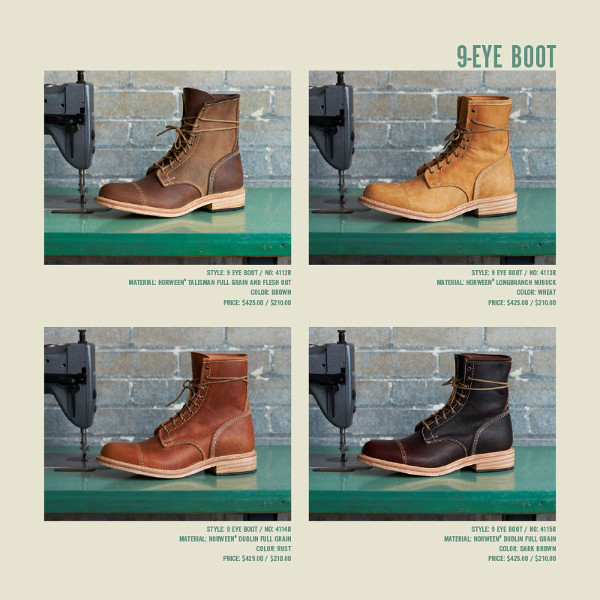 9-EYE BOOT
STYLE: 9 EYE BOOT / NO: 4112R
MATERIAL: HORWEEN® TALISMAN FULL GRAIN AND FLESH OUT
COLOR: BROWN
PRICE: $425.00 / $210.00
STYLE: 9 EYE BOOT / NO: 4113R
MATERIAL: HORWEEN® LONGBRANCH NUBUCK
COLOR: WHEAT
PRICE: $425.00 / $210.00
STYLE: 9 EYE BOOT / NO: 4114R
MATERIAL: HORWEEN® DUBLIN FULL GRAIN
COLOR: RUST
PRICE: $425.00 / $210.00
STYLE: 9 EYE BOOT / NO: 4115R
MATERIAL: HORWEEN® DUBLIN FULL GRAIN
COLOR: DARK BROWN
PRICE: $425.00 / $210.00